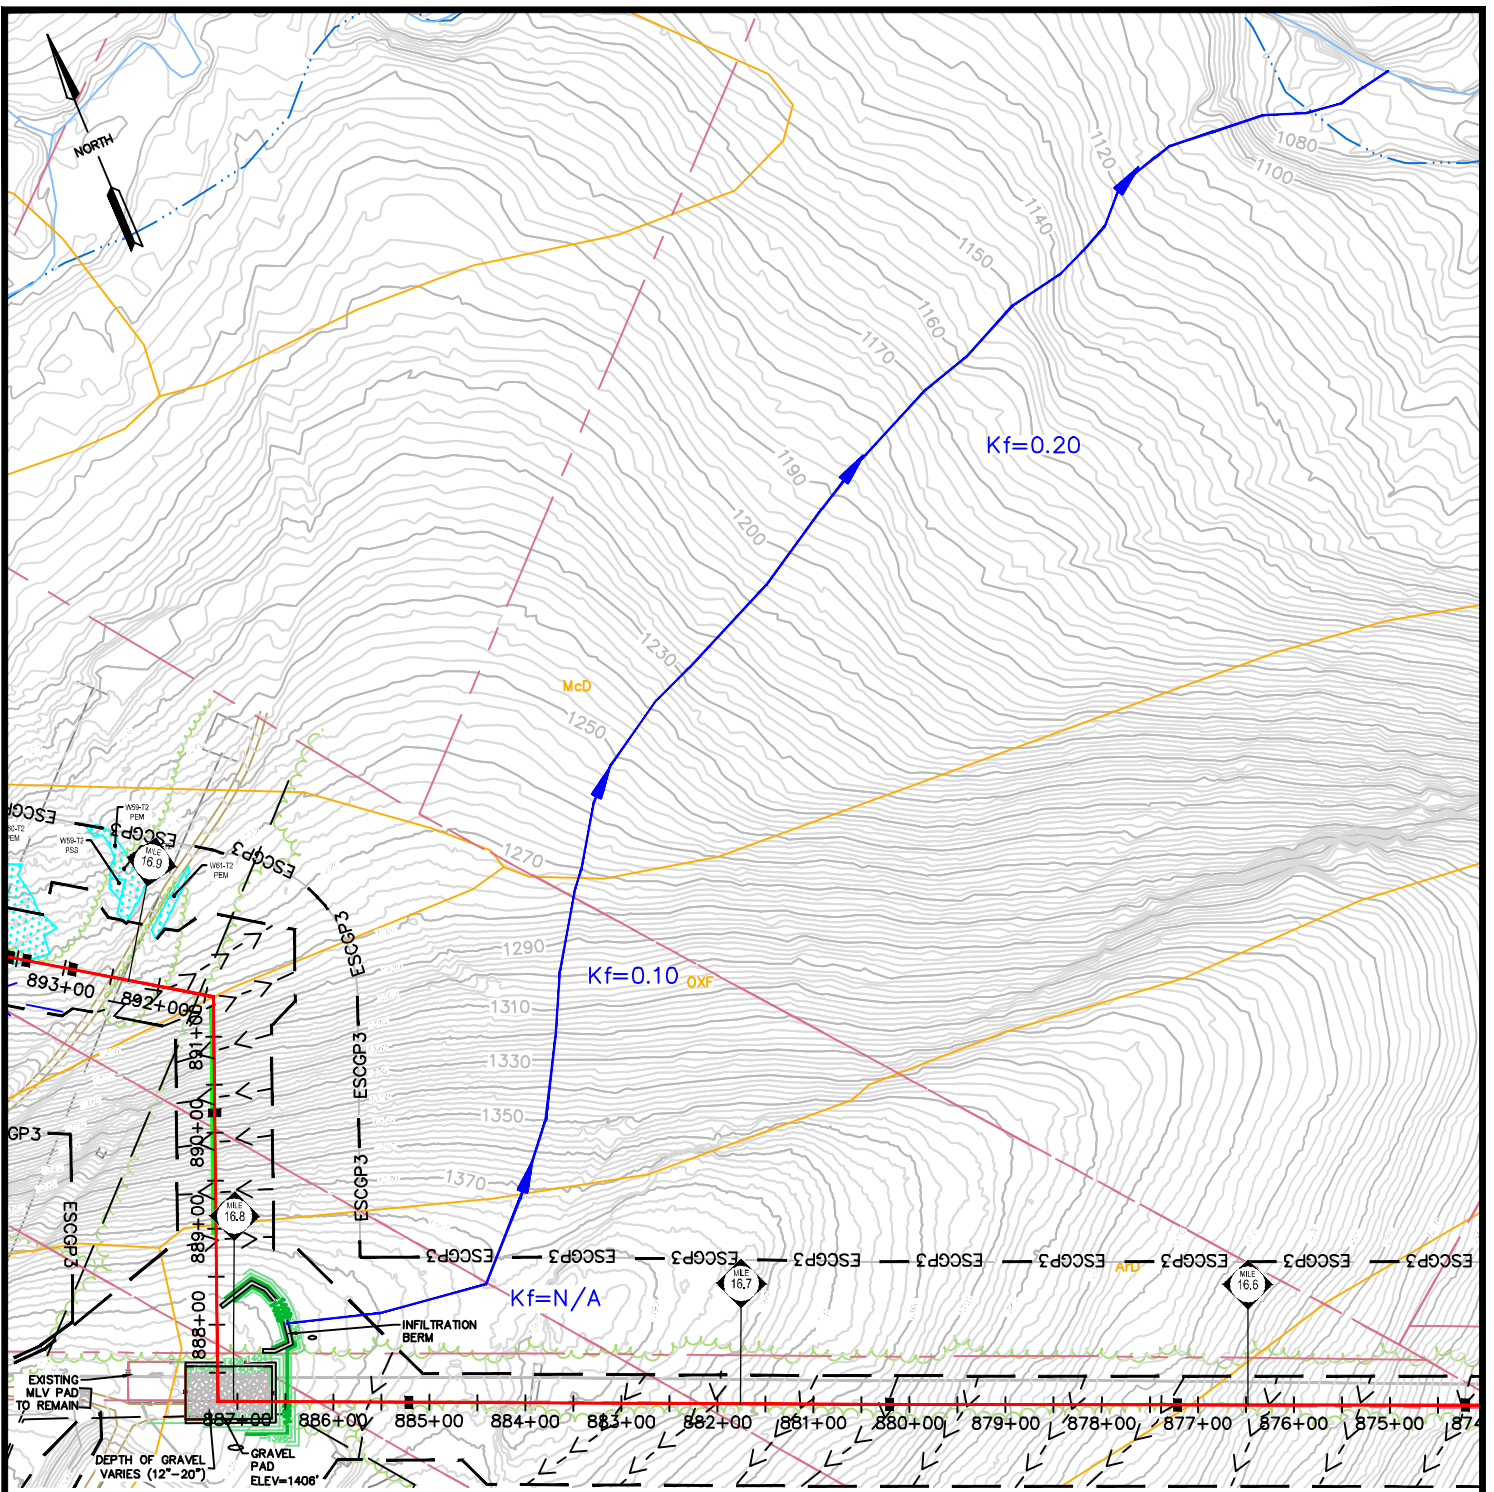 NORTH
1080
1100
1120
1140
1150
1160
1170
Kf=0.20
1190
1200
1230
McD
1250
1270
ESCGP3
W59-T2
PEM
ESCGP3
W59-T2
PSS
MILE
16.9
ESCGP3
W61-T2
PEM
ESCGP3
1290
Kf=0.10
OXF
893+00
892+00
1310
891+00
ESCGP3
1330
1350
GP3
890+00
ESCGP3
1370
ESCGP3
889+00
MILE
16.8
ESCGP3
ESCGP3
ESCGP3
ESCGP3
ESCGP3
ESCGP3
ESCGP3
ESCGP3
ESCGP3
ArD
MILE
16.7
MILE
16.6
Kf=N/A
888+00
INFILTRATION
BERM
EXISTING
MLV PAD
TO REMAIN
887+00
886+00
885+00
884+00
883+00
882+00
881+00
880+00
879+00
878+00
877+00
876+00
875+00
874
DEPTH OF GRAVEL
VARIES (12"-20")
GRAVEL
PAD
ELEV=1406'